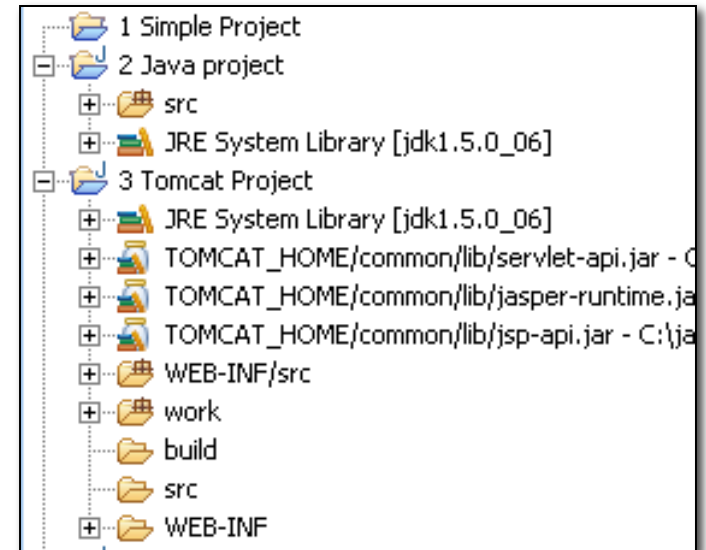 1 Simple Project
2 Java project
src
JRE System Library [jdk1.5.0_06]
3 Tomcat Project
JRE System Library [jdk1.5.0_06]
TOMCAT_HOME/common/lib/servlet-api.jar - C
TOMCAT_HOME/common/lib/jasper-runtime.ja
TOMCAT_HOME/common/lib/jsp-api.jar - C:\ja
WEB-INF/src
work
build
src
WEB-INF